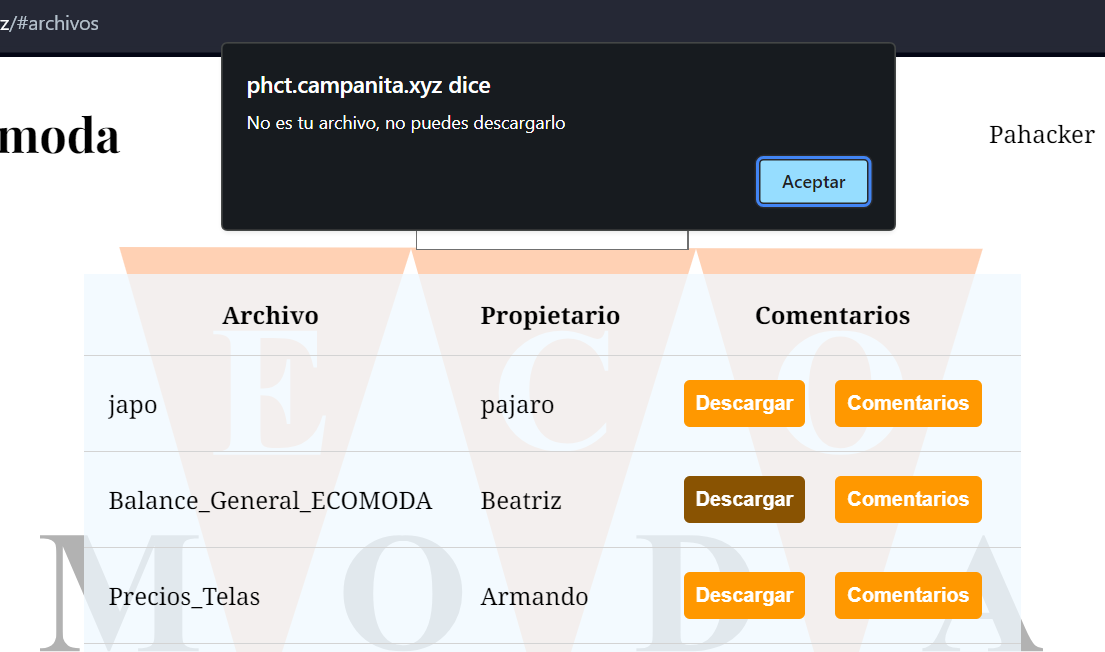 z/#archivos
phct.campanita.xyz dice
No es tu archivo, no puedes descargarlo
Aceptar
moda
Pahacker
Archivo Propietario Comentarios
E C O
japo pajaro Descargar Comentarios
Balance_General_ECOMODA Beatriz Descargar Comentarios
M O D A
Precios_Telas Armando Descargar Comentarios